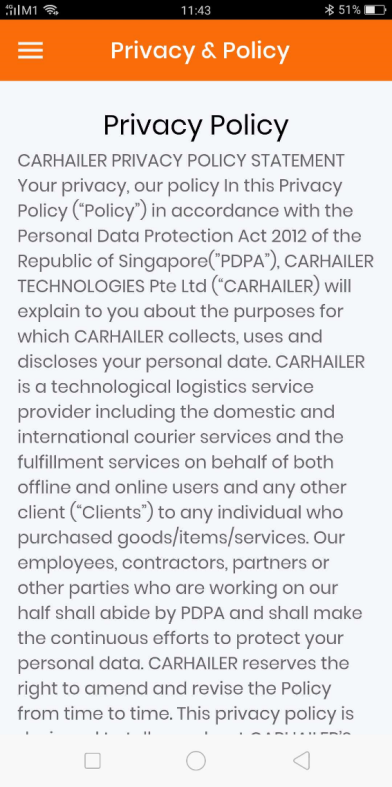 4G M1 11:43 51%
Privacy & Policy
Privacy Policy
CARHAILER PRIVACY POLICY STATEMENT
Your privacy, our policy In this Privacy
Policy (“Policy”) in accordance with the
Personal Data Protection Act 2012 of the
Republic of Singapore(”PDPA”), CARHAILER
TECHNOLOGIES Pte Ltd (“CARHAILER) will
explain to you about the purposes for
which CARHAILER collects, uses and
discloses your personal date. CARHAILER
is a technological logistics service
provider including the domestic and
international courier services and the
fulfillment services on behalf of both
offline and online users and any other
client (“Clients”) to any individual who
purchased goods/items/services. Our
employees, contractors, partners or
other parties who are working on our
half shall abide by PDPA and shall make
the continuous efforts to protect your
personal data. CARHAILER reserves the
right to amend and revise the Policy
from time to time. This privacy policy is